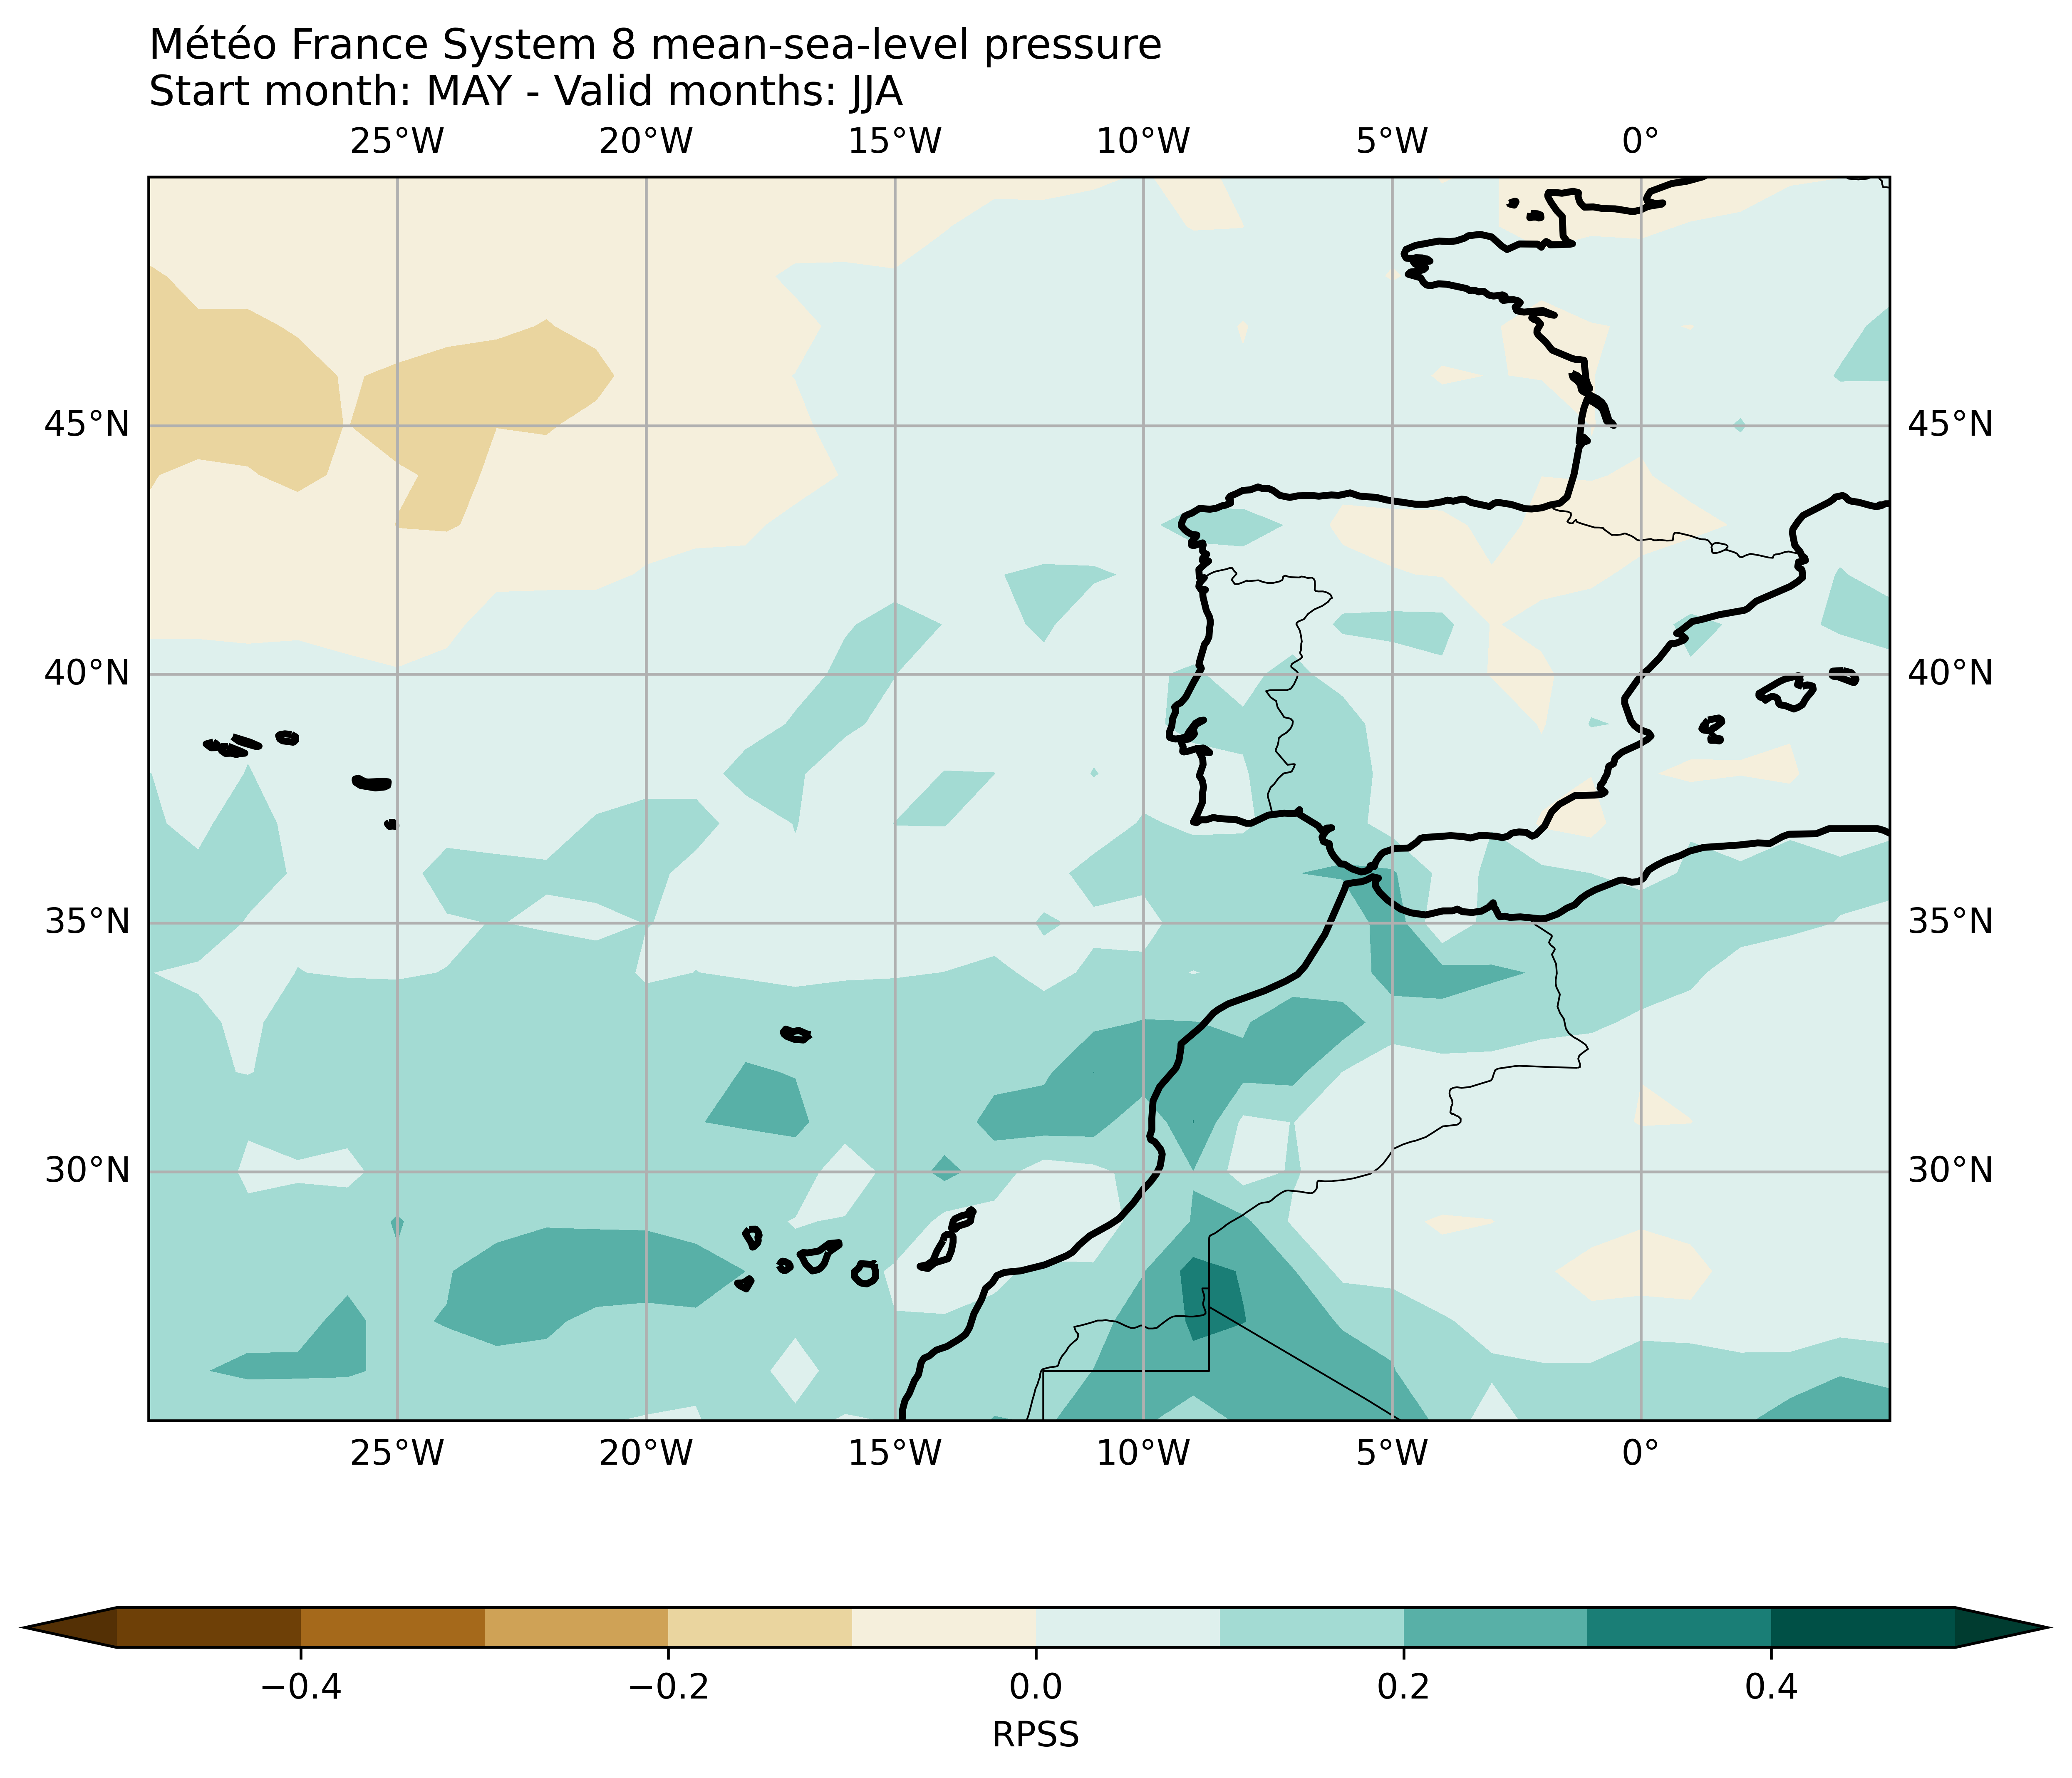 Météo France System 8 mean-sea-level pressure
Start month: MAY - Valid months: JJA
25°W 20°W 15°W 10°W 5°W 0°
45°N 45°N
40°N 40°N
35°N 35°N
30°N 30°N
25°W 20°W 15°W 10°W 5°W 0°
−0.4 −0.2 0.0 0.2 0.4
RPSS